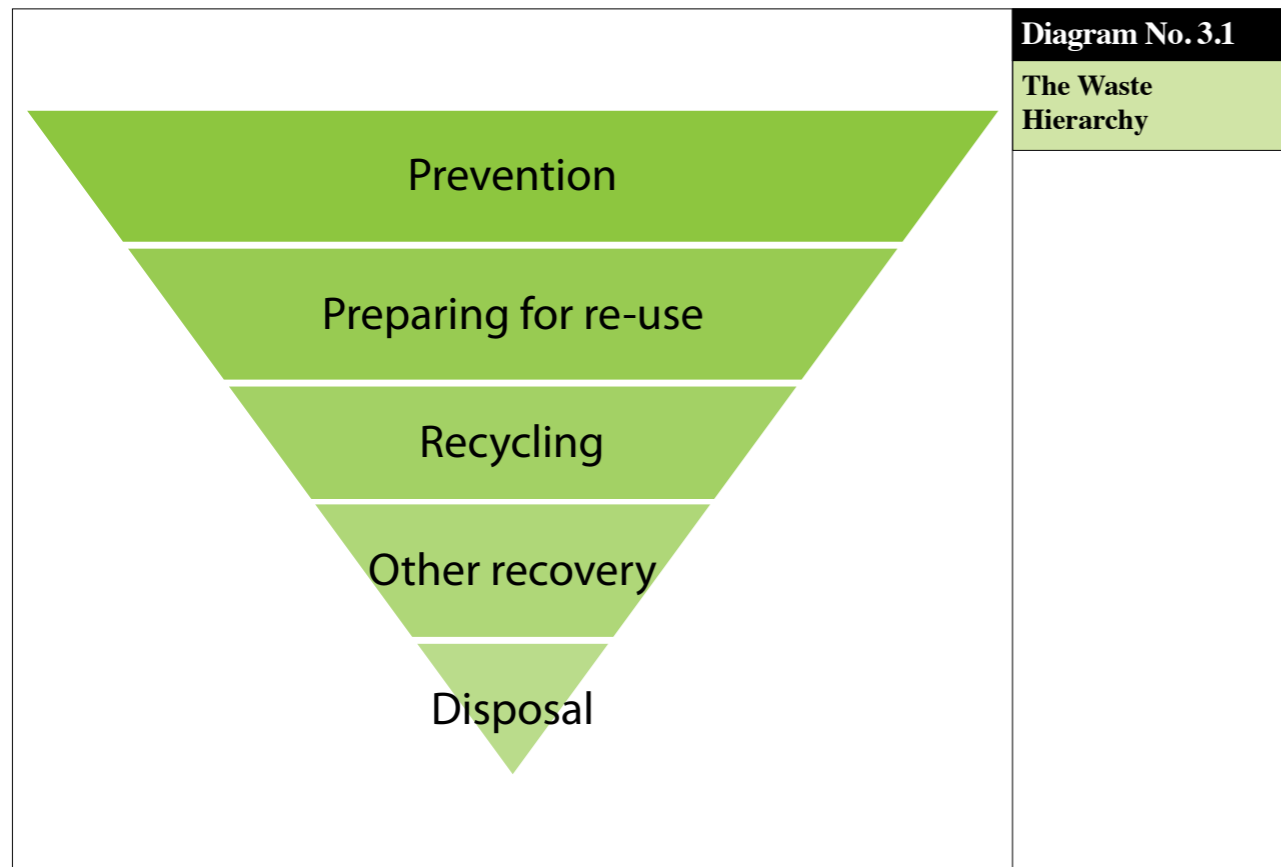 Diagram No. 3.1
The Waste
Hierarchy
Prevention
Preparing for re-use
Recycling
Other recovery
Disposal